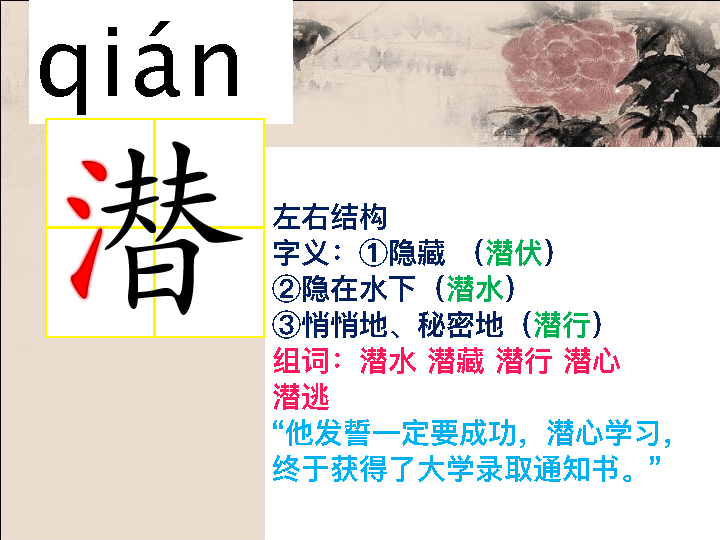 qián
潜
左右结构
字义：①隐藏 （潜伏）
②隐在水下（潜水）
③悄悄地、秘密地（潜行）
组词：潜水 潜藏 潜行 潜心
潜逃
“他发誓一定要成功，潜心学习，
终于获得了大学录取通知书。”